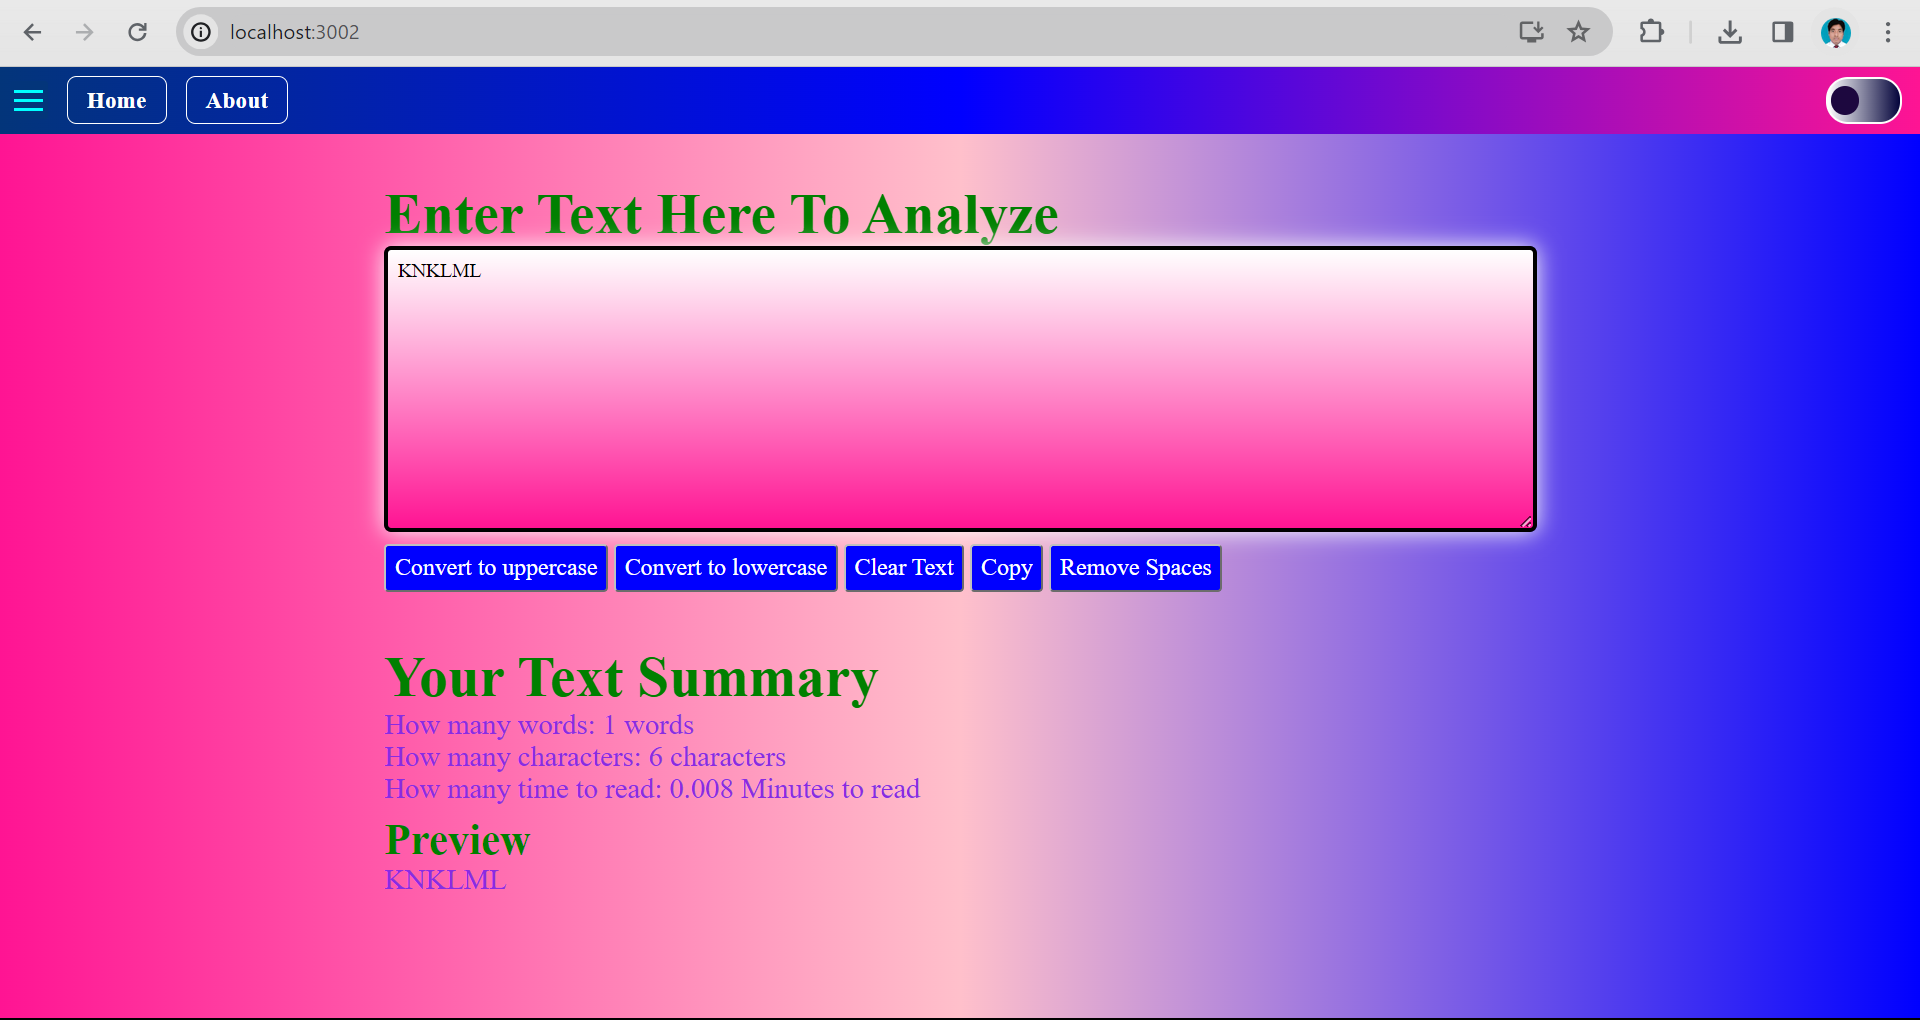 localhost:3002
Home About
Enter Text Here To Analyze
KNKLML
Convert to uppercase Convert to lowercase Clear Text Copy Remove Spaces
Your Text Summary
How many words: 1 words
How many characters: 6 characters
How many time to read: 0.008 Minutes to read
Preview
KNKLML